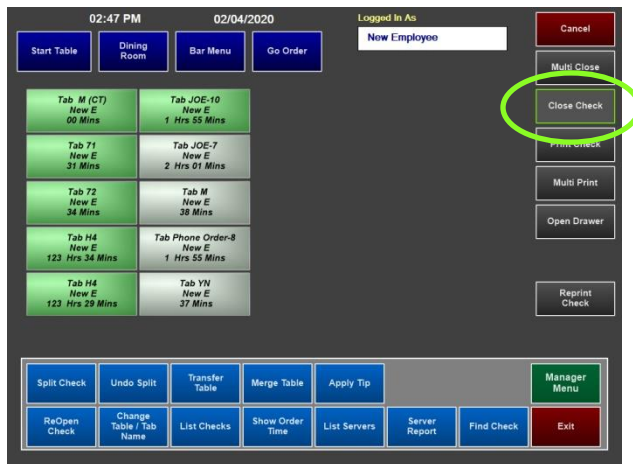 02:47 PM
02/04/2020
Logged In As
New Employee
Cancel
Start Table
Dining
Room
Bar Menu
Go Order
Multi Close
Close Check
Print Check
Multi Print
Open Drawer
Reprint
Check
Tab M (CT)
New E
00 Mins
Tab JOE-10
New E
1 Hrs 55 Mins
Tab 71
New E
31 Mins
Tab JOE-7
New E
2 Hrs 01 Mins
Tab 72
New E
34 Mins
Tab M
New E
38 Mins
Tab H4
New E
123 Hrs 34 Mins
Tab Phone Order-8
New E
1 Hrs 55 Mins
Tab H4
New E
123 Hrs 29 Mins
Tab YN
New E
37 Mins
Split Check
Undo Split
Transfer
Table
Merge Table
Apply Tip
Manager
Menu
ReOpen
Check
Change
Table / Tab
Name
List Checks
Show Order
Time
List Servers
Server
Report
Find Check
Exit